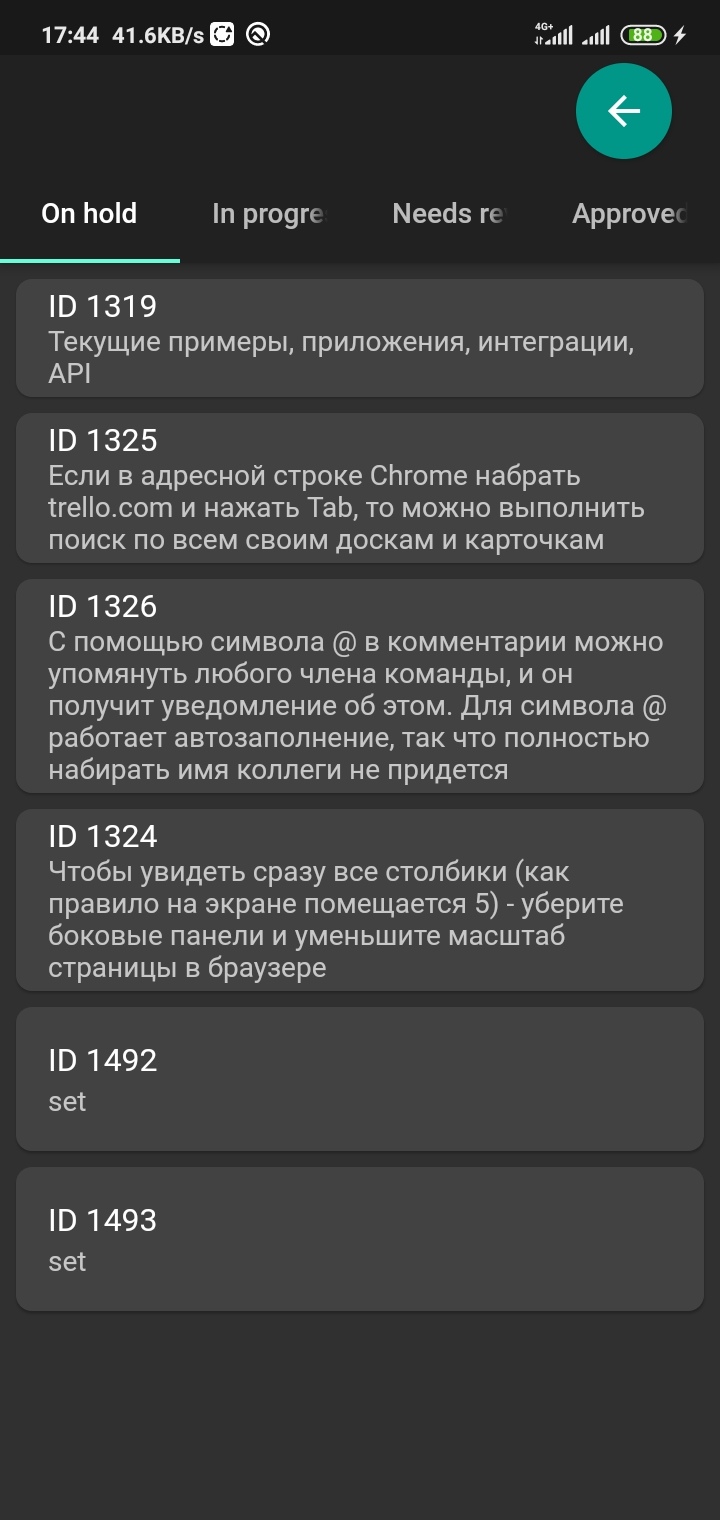 17:44 41.6KB/s 4G+ 88
On hold In progre Needs re Approved
ID 1319
Текущие примеры, приложения, интеграции,
API
ID 1325
Если в адресной строке Chrome набрать
trello.com и нажать Tab, то можно выполнить
поиск по всем своим доскам и карточкам
ID 1326
С помощью символа @ в комментарии можно
упомянуть любого члена команды, и он
получит уведомление об этом. Для символа @
работает автозаполнение, так что полностью
набирать имя коллеги не придется
ID 1324
Чтобы увидеть сразу все столбики (как
правило на экране помещается 5) - уберите
боковые панели и уменьшите масштаб
страницы в браузере
ID 1492
set
ID 1493
set